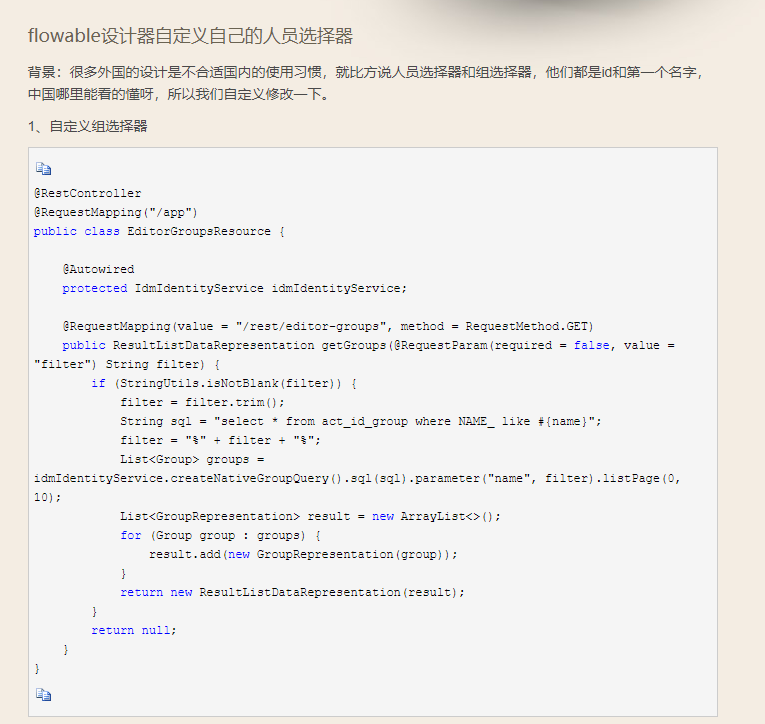 flowable设计器自定义自己的人员选择器
背景：很多外国的设计是不合适国内的使用习惯，就比方说人员选择器和组选择器，他们都是id和第一个名字，
中国哪里能看的懂呀，所以我们自定义修改一下。
1、自定义组选择器
@RestController
@RequestMapping("/app")
public class EditorGroupsResource {
@Autowired
protected IdmIdentityService idmIdentityService;
@RequestMapping(value = "/rest/editor-groups", method = RequestMethod.GET)
public ResultListDataRepresentation getGroups(@RequestParam(required = false, value =
"filter") String filter) {
if (StringUtils.isNotBlank(filter)) {
filter = filter.trim();
String sql = "select * from act_id_group where NAME_ like #{name}";
filter = "%" + filter + "%";
List<Group> groups =
idmIdentityService.createNativeGroupQuery().sql(sql).parameter("name", filter).listPage(0,
10);
List<GroupRepresentation> result = new ArrayList<>();
for (Group group : groups) {
result.add(new GroupRepresentation(group));
}
return new ResultListDataRepresentation(result);
}
return null;
}
}